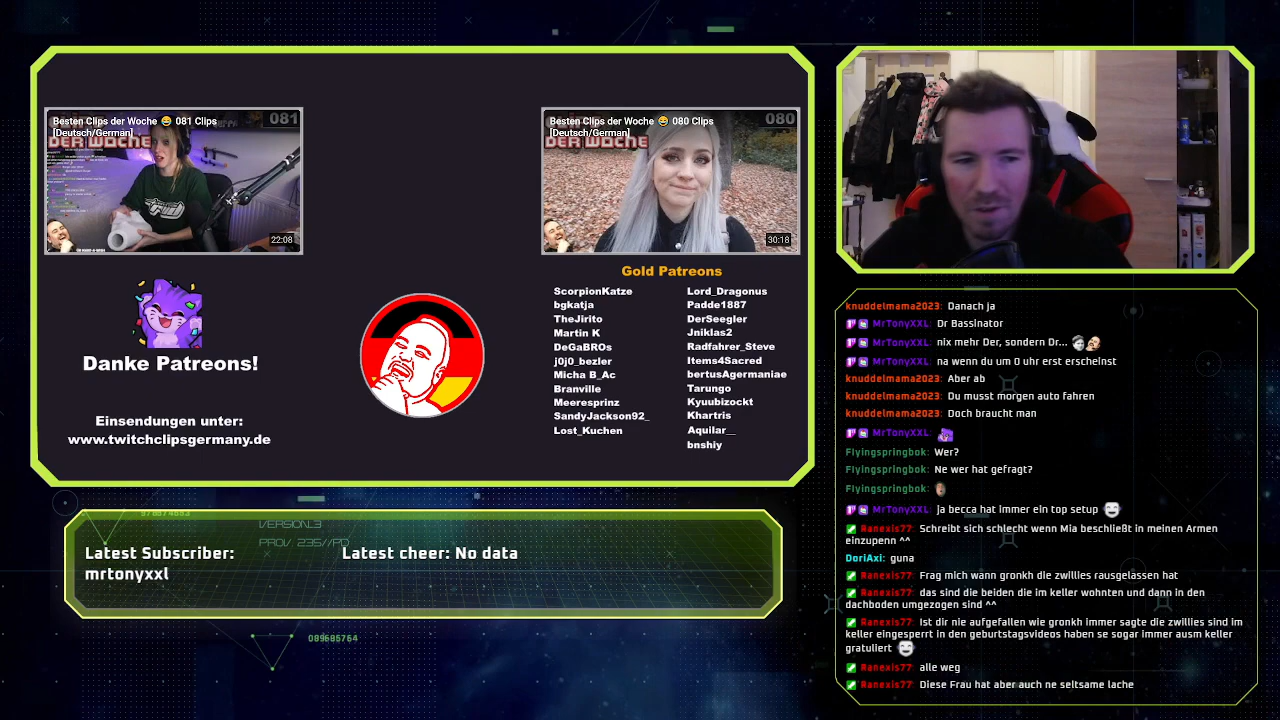 Besten Clips der Woche 😂 081 Clips
[Deutsch/German]
081
DER WOCHE
22:08
Besten Clips der Woche 😂 080 Clips
[Deutsch/German]
080
DER WOCHE
30:18
Danke Patreons!
Einsendungen unter:
www.twitchclipsgermany.de
Gold Patreons
ScorpionKatze
bgkatja
TheJirito
Martin K
DeGaBROs
j0j0_bezler
Micha B_Ac
Branville
Meeresprinz
SandyJackson92_
Lost_Kuchen
Lord_Dragonus
Padde1887
DerSeegler
Jniklas2
Radfahrer_Steve
Items4Sacred
bertusAgermaniae
Tarungo
Kyuubizockt
Khartris
Aquilar__
bnshiy
978874653
VERSION1.3
PROV. 235//PD
Latest Subscriber:
mrtonyxxl
Latest cheer: No data
089685764
knuddelmama2023: Danach ja
MrTonyXXL: Dr Bassinator
MrTonyXXL: nix mehr Der, sondern Dr...
MrTonyXXL: na wenn du um 0 uhr erst erscheinst
knuddelmama2023: Aber ab
knuddelmama2023: Du musst morgen auto fahren
knuddelmama2023: Doch braucht man
MrTonyXXL:
Flyingspringbok: Wer?
Flyingspringbok: Ne wer hat gefragt?
Flyingspringbok:
MrTonyXXL: ja becca hat immer ein top setup
Ranexis77: Schreibt sich schlecht wenn Mia beschließt in meinen Armen
einzupenn ^^
DoriAxi: guna
Ranexis77: Frag mich wann gronkh die zwillies rausgelassen hat
Ranexis77: das sind die beiden die im keller wohnten und dann in den
dachboden umgezogen sind ^^
Ranexis77: Ist dir nie aufgefallen wie gronkh immer sagte die zwillies sind im
keller eingesperrt in den geburtstagsvideos haben se sogar immer ausm keller
gratuliert
Ranexis77: alle weg
Ranexis77: Diese Frau hat aber auch ne seltsame lache